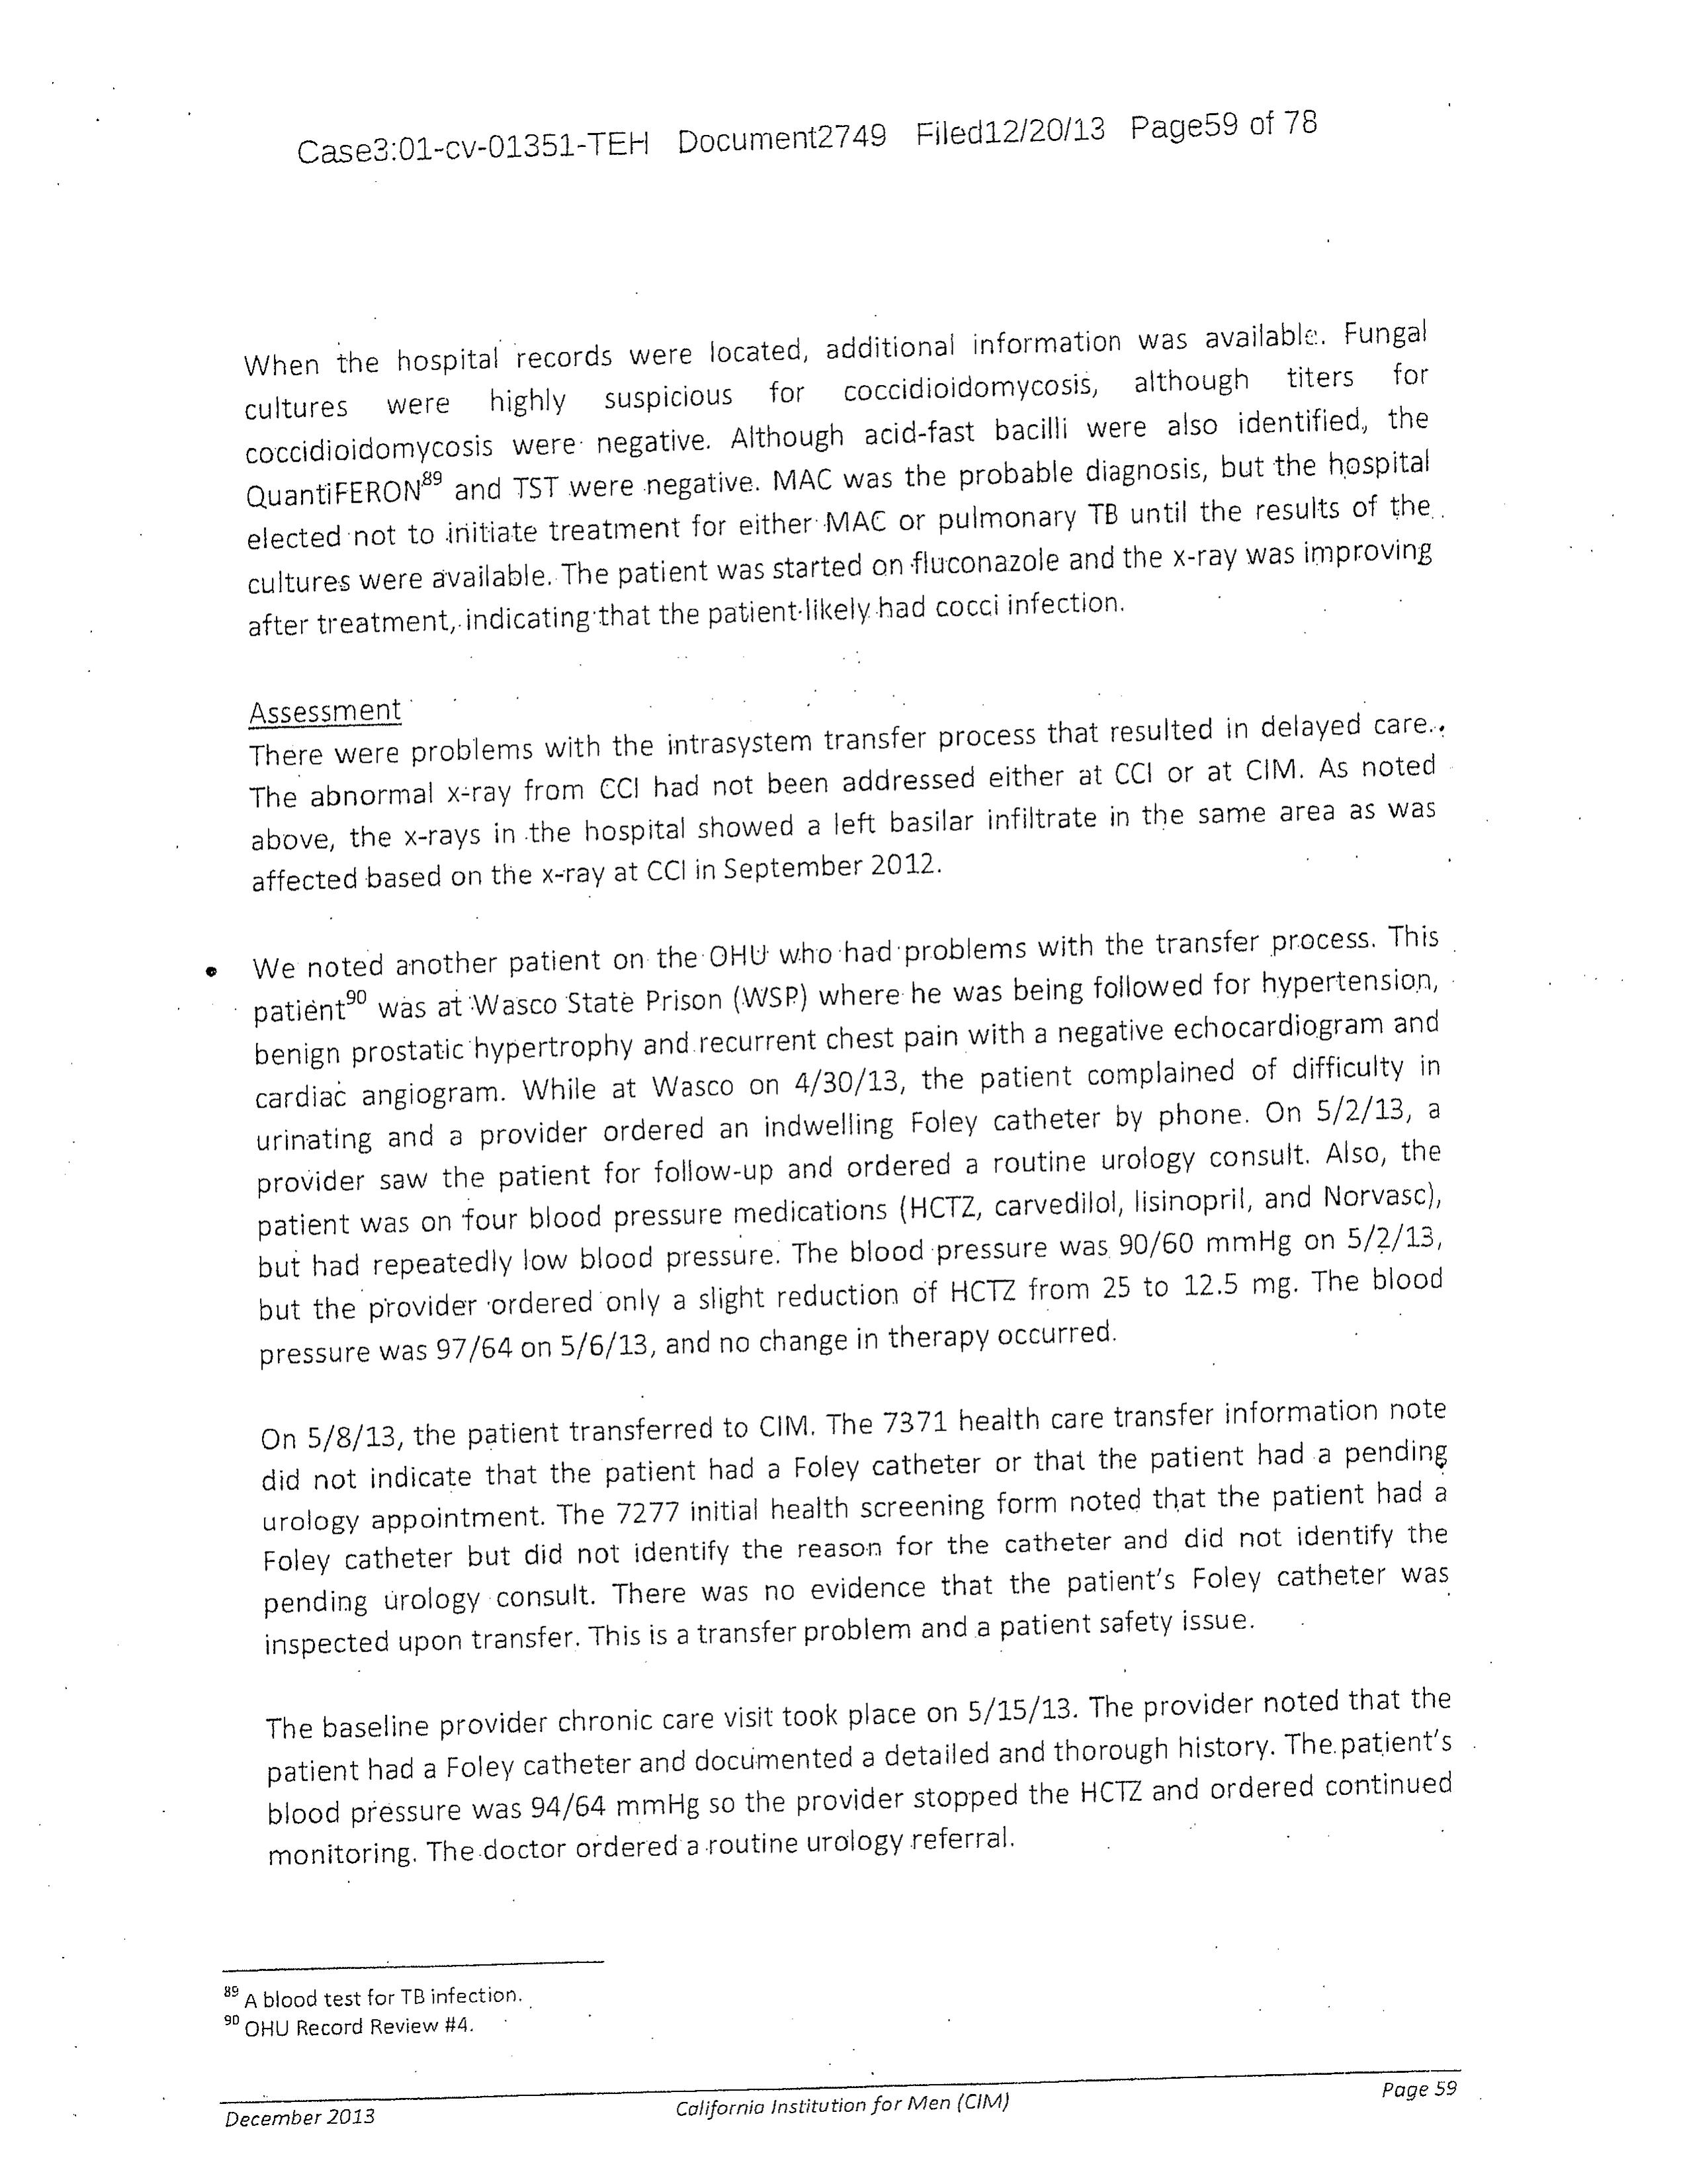 Case3:01-cv-01351-TEH Document2749 Filed12/20/13 Page59 of 78
When the hospital records were located, additional information was available. Fungal
cultures were highly suspicious for coccidioidomycosis, although titers for
coccidioidomycosis were negative. Although acid-fast bacilli were also identified, the
QuantiFERON89 and TST were negative. MAC was the probable diagnosis, but the hospital
elected not to initiate treatment for either MAC or pulmonary TB until the results of the
cultures were available. The patient was started on fluconazole and the x-ray was improving
after treatment, indicating that the patient likely had cocci infection.
Assessment
There were problems with the intrasystem transfer process that resulted in delayed care.
The abnormal x-ray from CCI had not been addressed either at CCI or at CIM. As noted
above, the x-rays in the hospital showed a left basilar infiltrate in the same area as was
affected based on the x-ray at CCI in September 2012.
• We noted another patient on the OHU who had problems with the transfer process. This
patient90 was at Wasco State Prison (WSP) where he was being followed for hypertension,
benign prostatic hypertrophy and recurrent chest pain with a negative echocardiogram and
cardiac angiogram. While at Wasco on 4/30/13, the patient complained of difficulty in
urinating and a provider ordered an indwelling Foley catheter by phone. On 5/2/13, a
provider saw the patient for follow-up and ordered a routine urology consult. Also, the
patient was on four blood pressure medications (HCTZ, carvedilol, lisinopril, and Norvasc),
but had repeatedly low blood pressure. The blood pressure was 90/60 mmHg on 5/2/13,
but the provider ordered only a slight reduction of HCTZ from 25 to 12.5 mg. The blood
pressure was 97/64 on 5/6/13, and no change in therapy occurred.
On 5/8/13, the patient transferred to CIM. The 7371 health care transfer information note
did not indicate that the patient had a Foley catheter or that the patient had a pending
urology appointment. The 7277 initial health screening form noted that the patient had a
Foley catheter but did not identify the reason for the catheter and did not identify the
pending urology consult. There was no evidence that the patient's Foley catheter was
inspected upon transfer. This is a transfer problem and a patient safety issue.
The baseline provider chronic care visit took place on 5/15/13. The provider noted that the
patient had a Foley catheter and documented a detailed and thorough history. The patient's
blood pressure was 94/64 mmHg so the provider stopped the HCTZ and ordered continued
monitoring. The doctor ordered a routine urology referral.
89 A blood test for TB infection.
90 OHU Record Review #4.
December 2013 California Institution for Men (CIM) Page 59